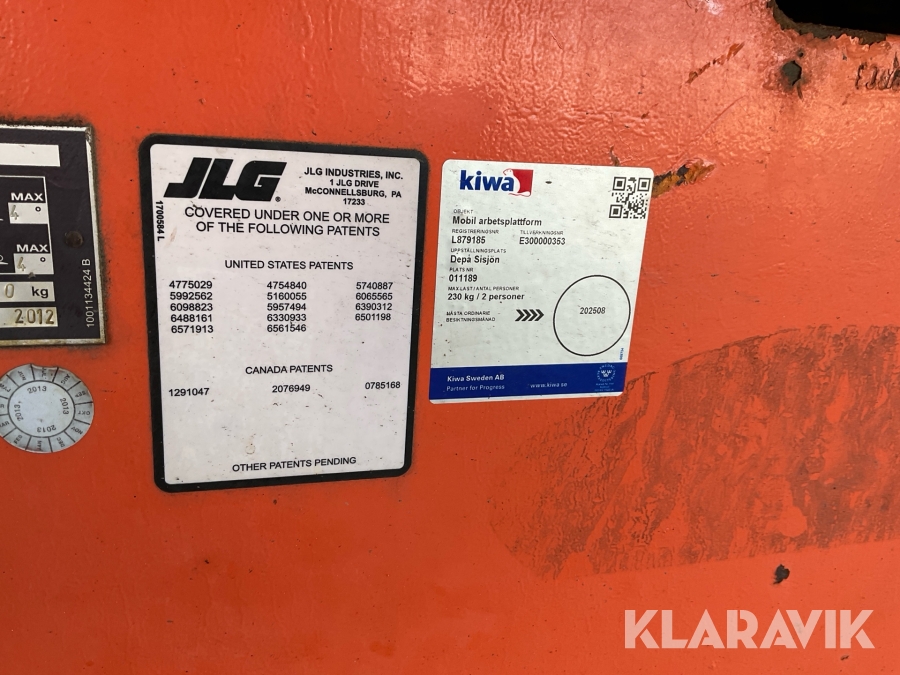 MAX
4°
MAX
4°
0 kg
2012
1001134424 B
2013
2013
2013
2013
JLG
JLG INDUSTRIES, INC.
1 JLG DRIVE
McCONNELLSBURG, PA
17233
1700584 L
COVERED UNDER ONE OR MORE
OF THE FOLLOWING PATENTS
UNITED STATES PATENTS
4775029 4754840 5740887
5992562 5160055 6065565
6098823 5957494 6390312
6488161 6330933 6501198
6571913 6561546
CANADA PATENTS
1291047 2076949 0785168
OTHER PATENTS PENDING
kiwa
OBJEKT
Mobil arbetsplattform
REGISTRERINGSNR TILLVERKNINGSNR
L879185 E300000353
UPPSTÄLLNINGSPLATS
Depå Sisjön
PLATS NR
011189
MAX LAST / ANTAL PERSONER
230 kg / 2 personer
NÄSTA ORDINARIE
BESIKTNINGSMÅNAD
202508
Kiwa Sweden AB
Partner for Progress www.kiwa.se
KLARAVIK